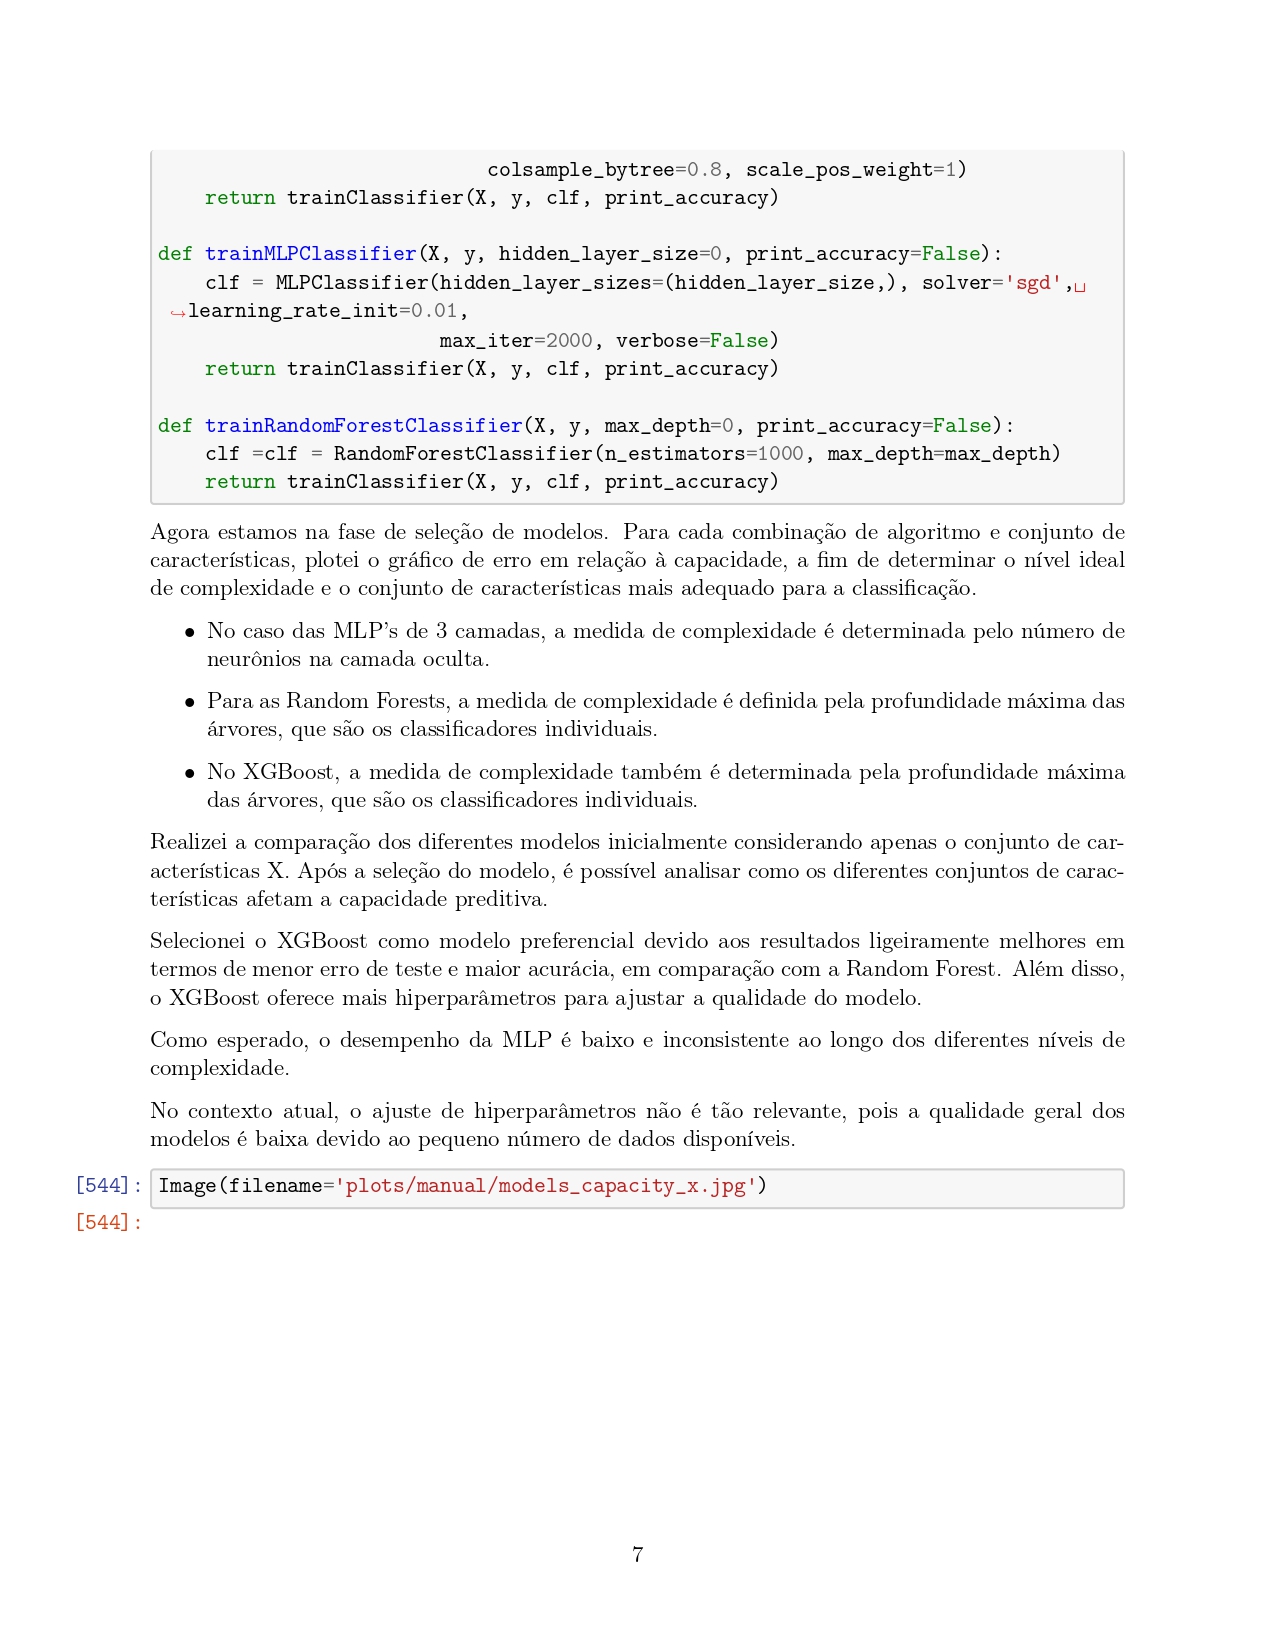 colsample_bytree=0.8, scale_pos_weight=1)
return trainClassifier(X, y, clf, print_accuracy)
def trainMLPClassifier(X, y, hidden_layer_size=0, print_accuracy=False):
clf = MLPClassifier(hidden_layer_sizes=(hidden_layer_size,), solver='sgd',␣
↪learning_rate_init=0.01,
max_iter=2000, verbose=False)
return trainClassifier(X, y, clf, print_accuracy)
def trainRandomForestClassifier(X, y, max_depth=0, print_accuracy=False):
clf =clf = RandomForestClassifier(n_estimators=1000, max_depth=max_depth)
return trainClassifier(X, y, clf, print_accuracy)
Agora estamos na fase de seleção de modelos. Para cada combinação de algoritmo e conjunto de
características, plotei o gráfico de erro em relação à capacidade, a fim de determinar o nível ideal
de complexidade e o conjunto de características mais adequado para a classificação.
• No caso das MLP's de 3 camadas, a medida de complexidade é determinada pelo número de
neurônios na camada oculta.
• Para as Random Forests, a medida de complexidade é definida pela profundidade máxima das
árvores, que são os classificadores individuais.
• No XGBoost, a medida de complexidade também é determinada pela profundidade máxima
das árvores, que são os classificadores individuais.
Realizei a comparação dos diferentes modelos inicialmente considerando apenas o conjunto de car-
acterísticas X. Após a seleção do modelo, é possível analisar como os diferentes conjuntos de carac-
terísticas afetam a capacidade preditiva.
Selecionei o XGBoost como modelo preferencial devido aos resultados ligeiramente melhores em
termos de menor erro de teste e maior acurácia, em comparação com a Random Forest. Além disso,
o XGBoost oferece mais hiperparâmetros para ajustar a qualidade do modelo.
Como esperado, o desempenho da MLP é baixo e inconsistente ao longo dos diferentes níveis de
complexidade.
No contexto atual, o ajuste de hiperparâmetros não é tão relevante, pois a qualidade geral dos
modelos é baixa devido ao pequeno número de dados disponíveis.
[544]: Image(filename='plots/manual/models_capacity_x.jpg')
[544]:
7